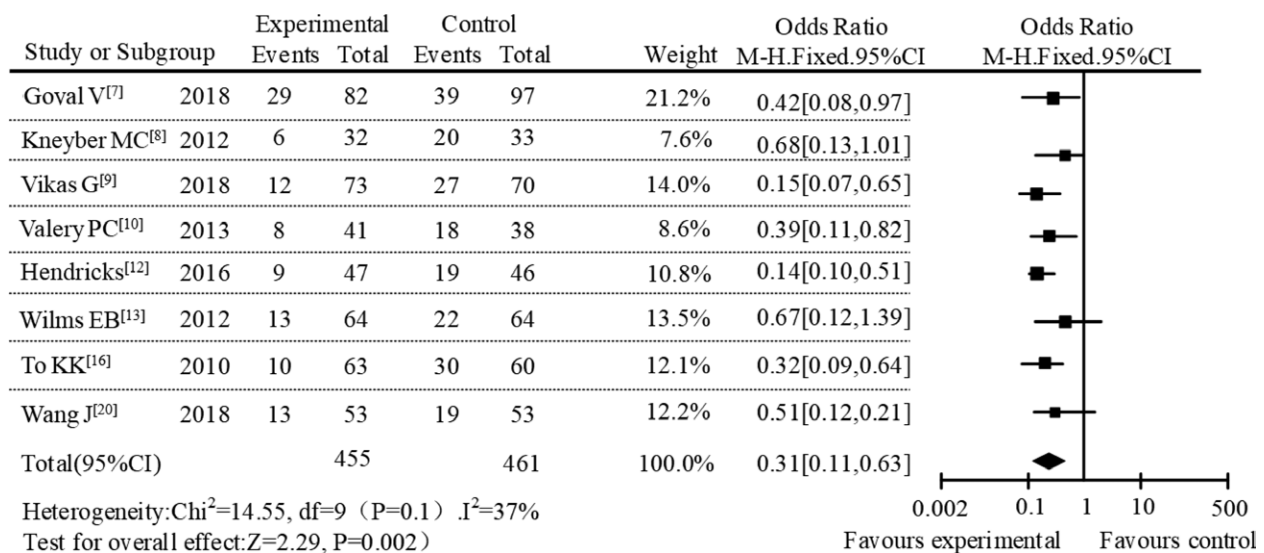 Experimental Control Odds Ratio Odds Ratio
Study or Subgroup Events Total Events Total Weight M-H.Fixed.95%CI M-H.Fixed.95%CI
Goval V[7] 2018 29 82 39 97 21.2% 0.42[0.08,0.97]
Kneyber MC[8] 2012 6 32 20 33 7.6% 0.68[0.13,1.01]
Vikas G[9] 2018 12 73 27 70 14.0% 0.15[0.07,0.65]
Valery PC[10] 2013 8 41 18 38 8.6% 0.39[0.11,0.82]
Hendricks[12] 2016 9 47 19 46 10.8% 0.14[0.10,0.51]
Wilms EB[13] 2012 13 64 22 64 13.5% 0.67[0.12,1.39]
To KK[16] 2010 10 63 30 60 12.1% 0.32[0.09,0.64]
Wang J[20] 2018 13 53 19 53 12.2% 0.51[0.12,0.21]
Total(95%CI) 455 461 100.0% 0.31[0.11,0.63]
0.002 0.1 1 10 500
Heterogeneity:Chi²=14.55, df=9（P=0.1）.I²=37%
Test for overall effect:Z=2.29, P=0.002）
Favours experimental Favours control